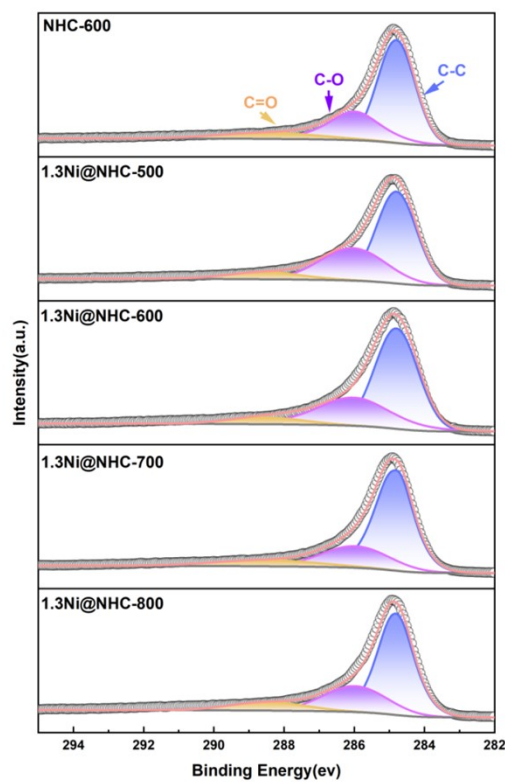 NHC-600
C=O
C-O
C-C
1.3Ni@NHC-500
1.3Ni@NHC-600
1.3Ni@NHC-700
1.3Ni@NHC-800
Intensity(a.u.)
294 292 290 288 286 284 282
Binding Energy(ev)